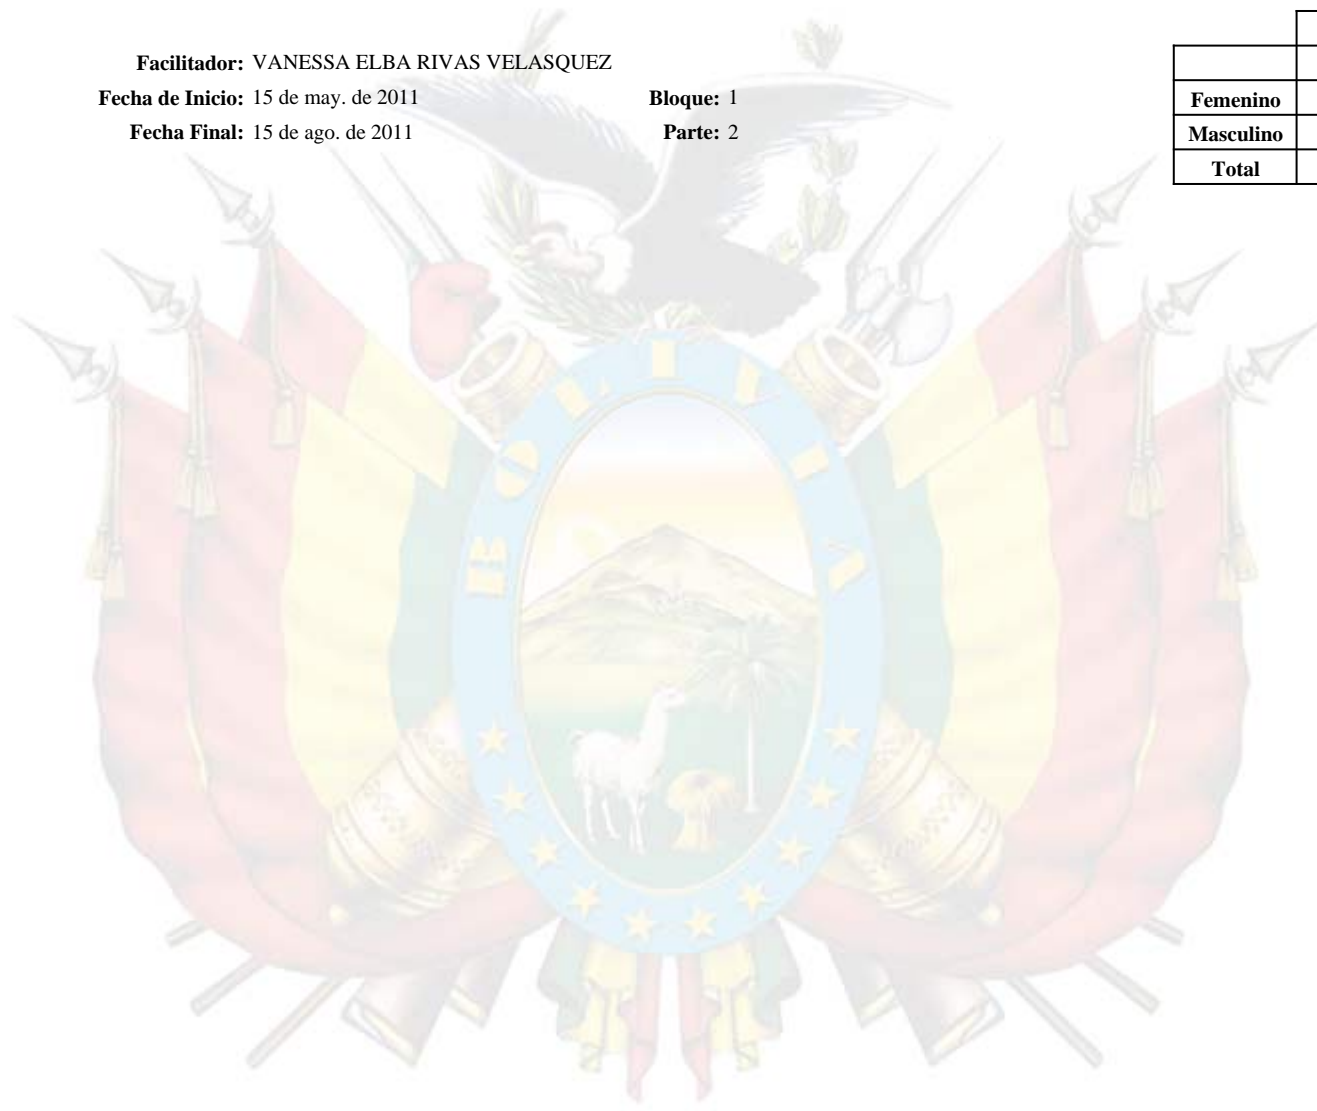 Facilitador: VANESSA ELBA RIVAS VELASQUEZ
Fecha de Inicio: 15 de may. de 2011 Bloque: 1
Fecha Final: 15 de ago. de 2011 Parte: 2
Femenino
Masculino
Total
BOLIVIA